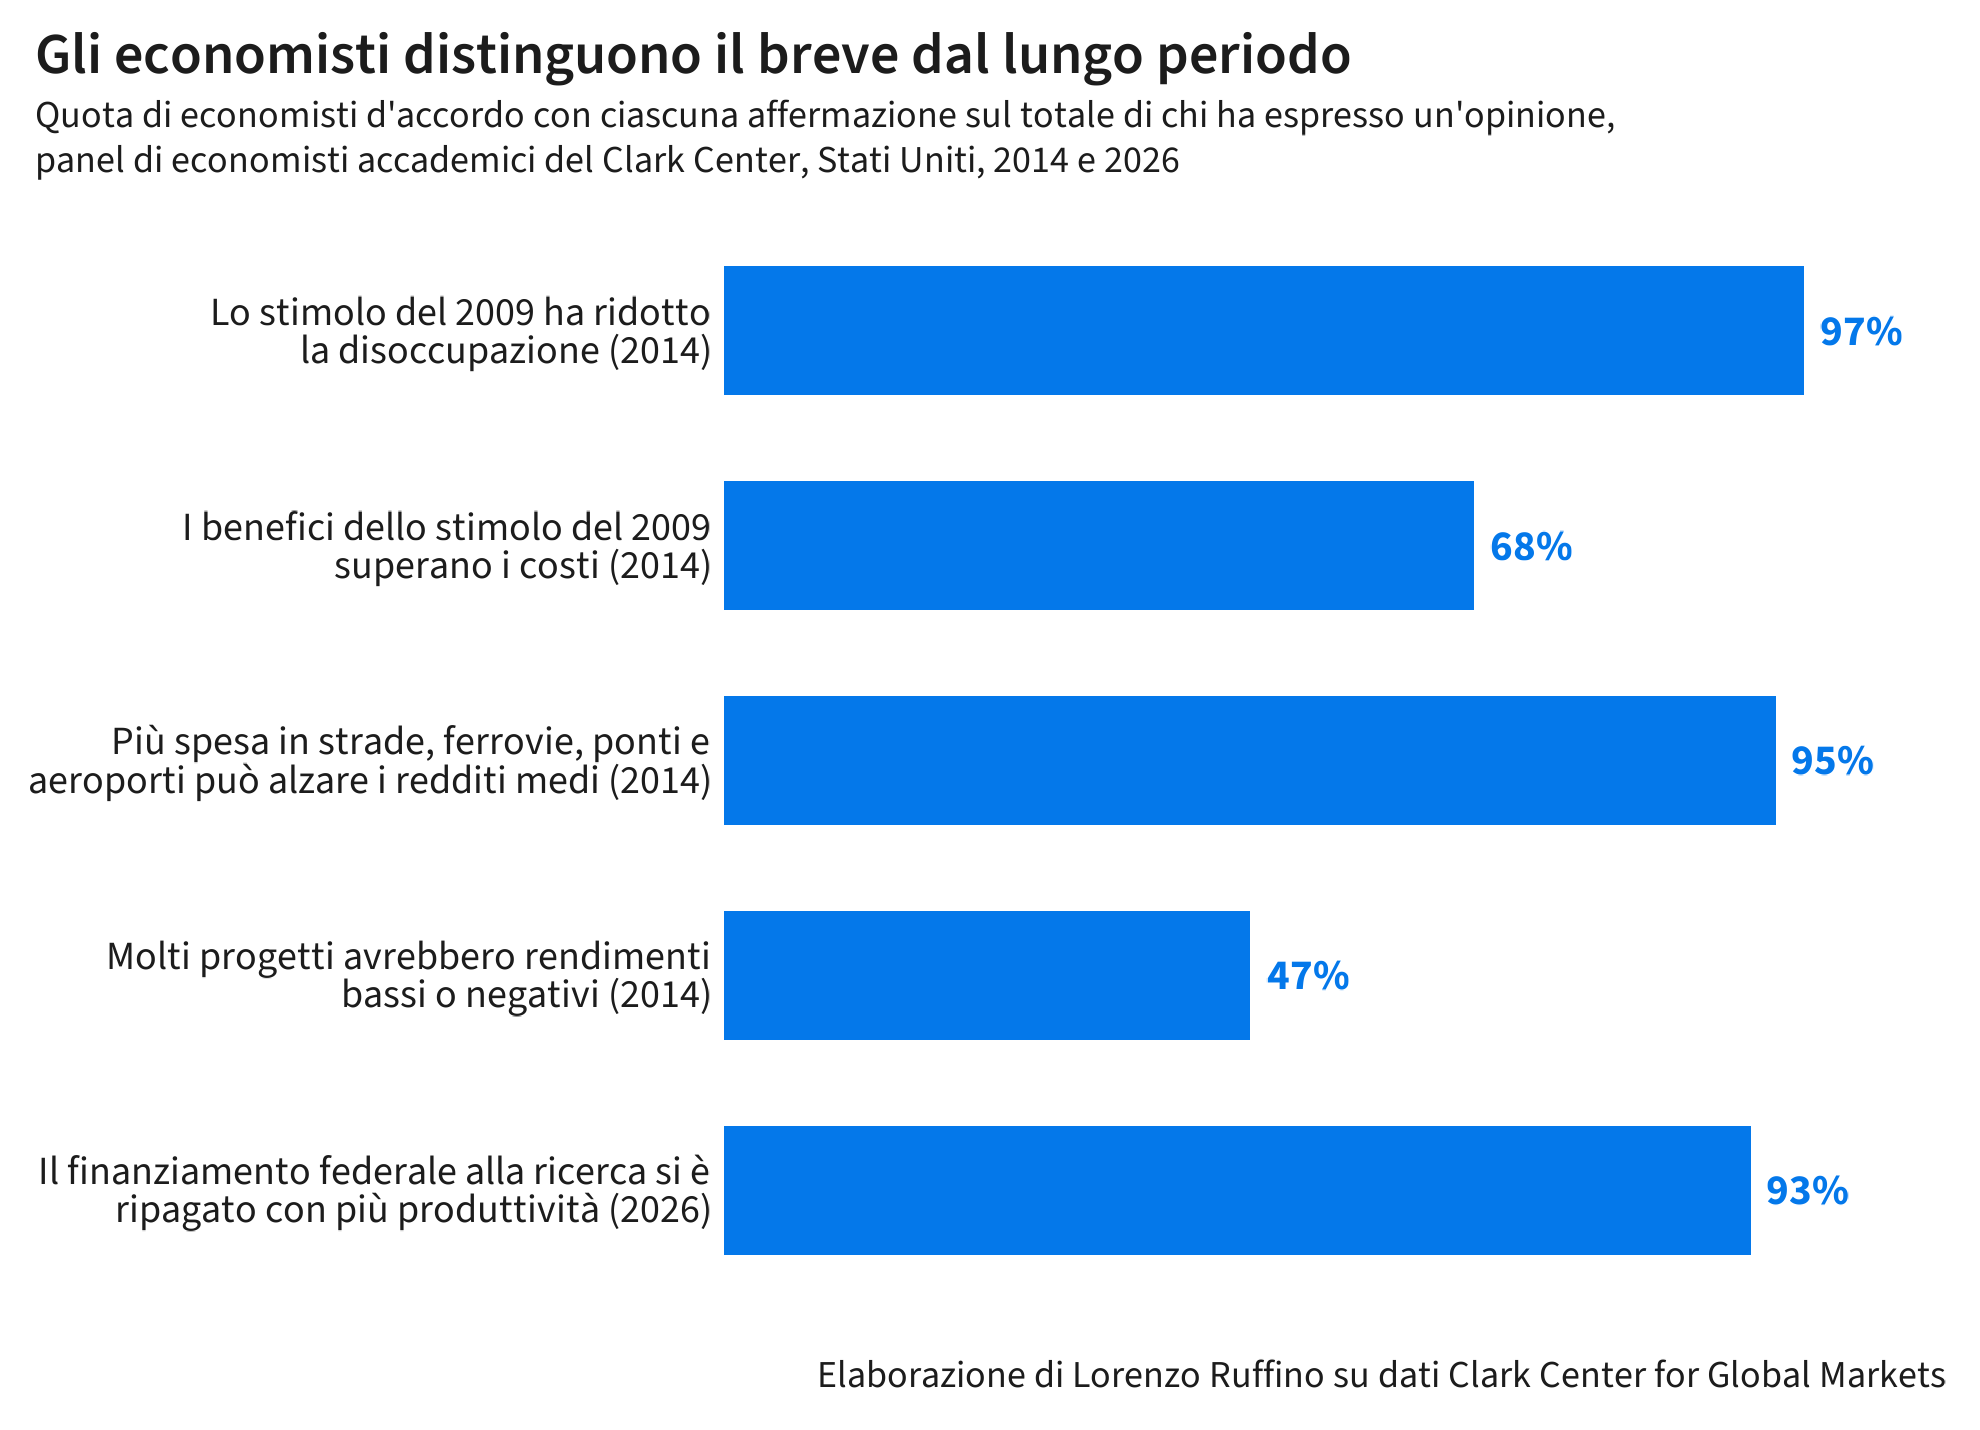 Gli economisti distinguono il breve dal lungo periodo
Quota di economisti d'accordo con ciascuna affermazione sul totale di chi ha espresso un'opinione,
panel di economisti accademici del Clark Center, Stati Uniti, 2014 e 2026
Lo stimolo del 2009 ha ridotto
la disoccupazione (2014)
97%
I benefici dello stimolo del 2009
superano i costi (2014)
68%
Più spesa in strade, ferrovie, ponti e
aeroporti può alzare i redditi medi (2014)
95%
Molti progetti avrebbero rendimenti
bassi o negativi (2014)
47%
Il finanziamento federale alla ricerca si è
ripagato con più produttività (2026)
93%
Elaborazione di Lorenzo Ruffino su dati Clark Center for Global Markets